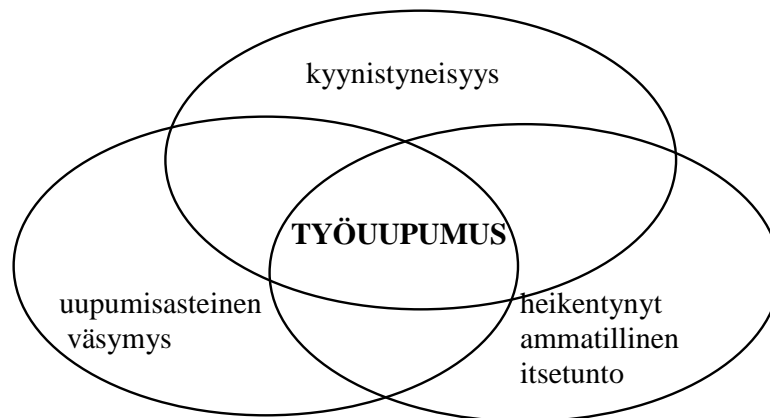 kyynistyneisyys
TYÖUUPUMUS
uupumisasteinen
väsymys
heikentynyt
ammatillinen
itsetunto